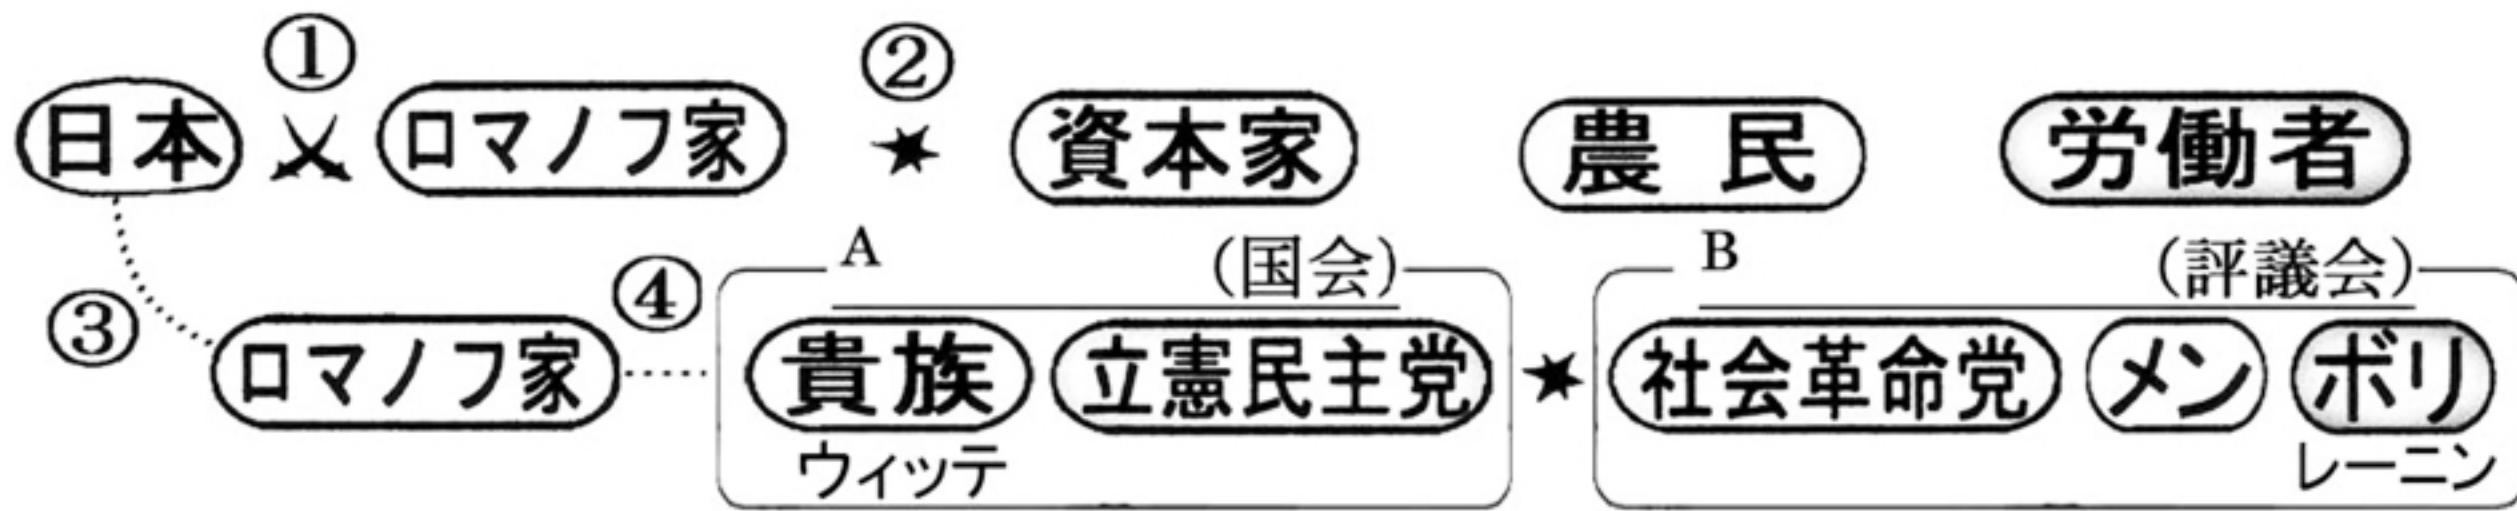 ① ②
日本 ロマノフ家 資本家 農民 労働者
A (国会) B (評議会)
③ ④
ロマノフ家 貴族 立憲民主党 社会革命党 メン ボリ
ウィッテ レーニン